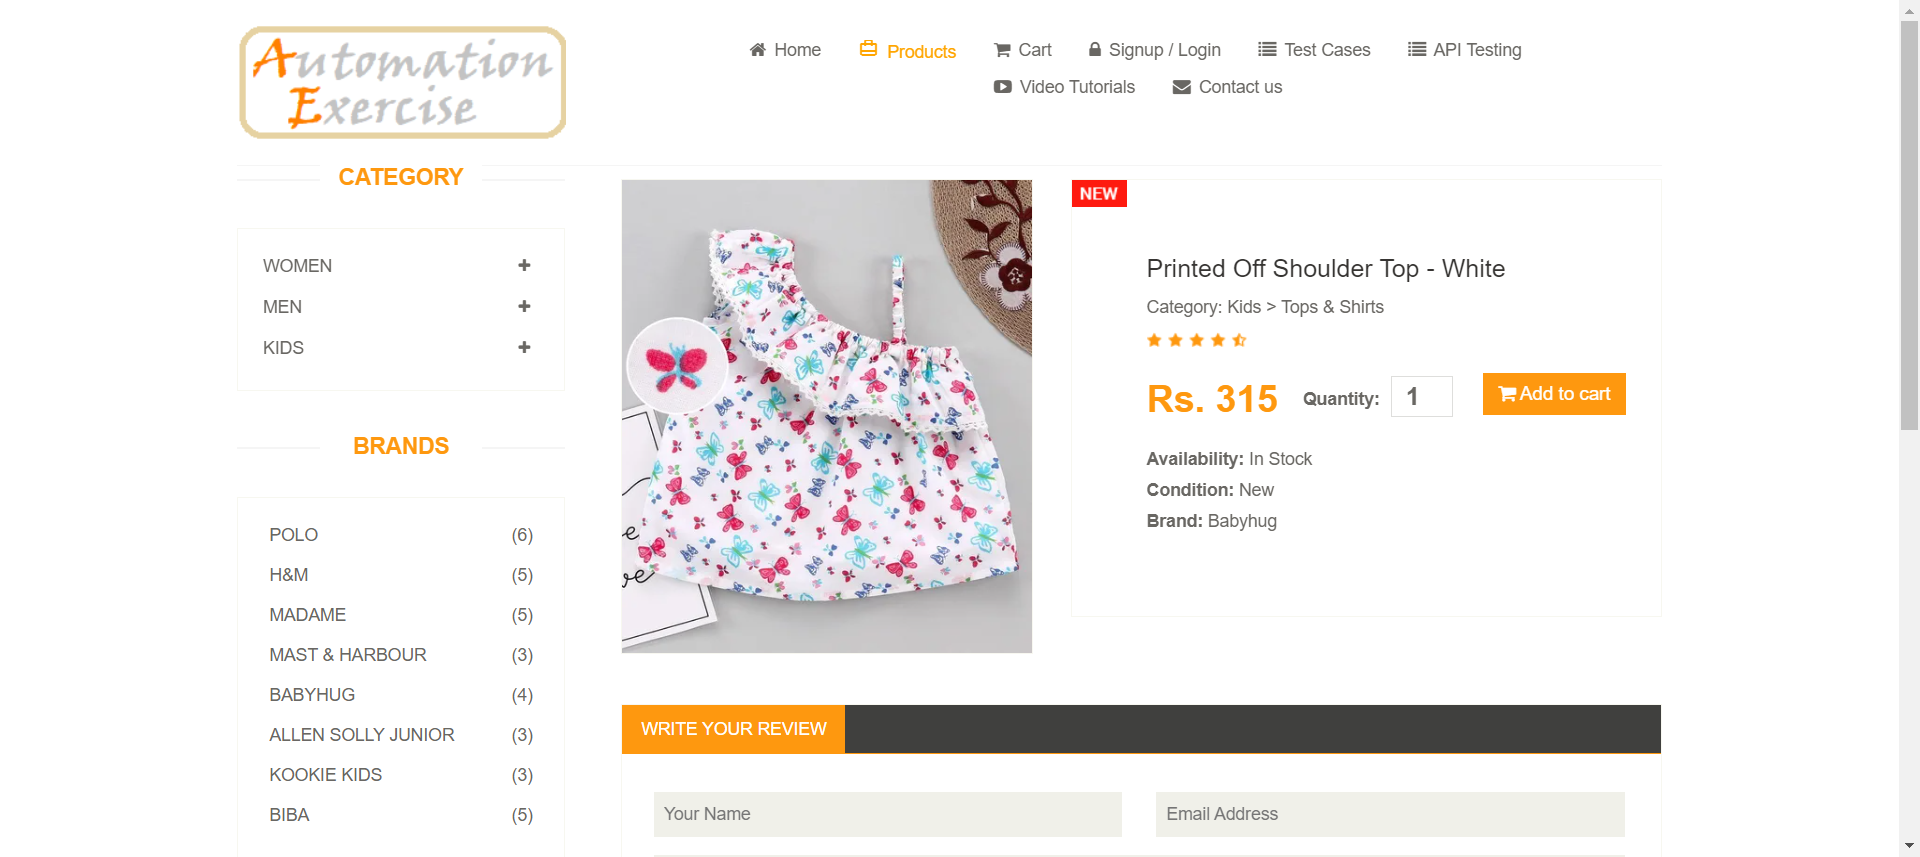 Automation
Exercise
Home
Products
Cart
Signup / Login
Test Cases
API Testing
Video Tutorials
Contact us
CATEGORY
WOMEN
MEN
KIDS
BRANDS
POLO (6)
H&M (5)
MADAME (5)
MAST & HARBOUR (3)
BABYHUG (4)
ALLEN SOLLY JUNIOR (3)
KOOKIE KIDS (3)
BIBA (5)
NEW
Printed Off Shoulder Top - White
Category: Kids > Tops & Shirts
Rs. 315 Quantity: 1 Add to cart
Availability: In Stock
Condition: New
Brand: Babyhug
WRITE YOUR REVIEW
Your Name
Email Address